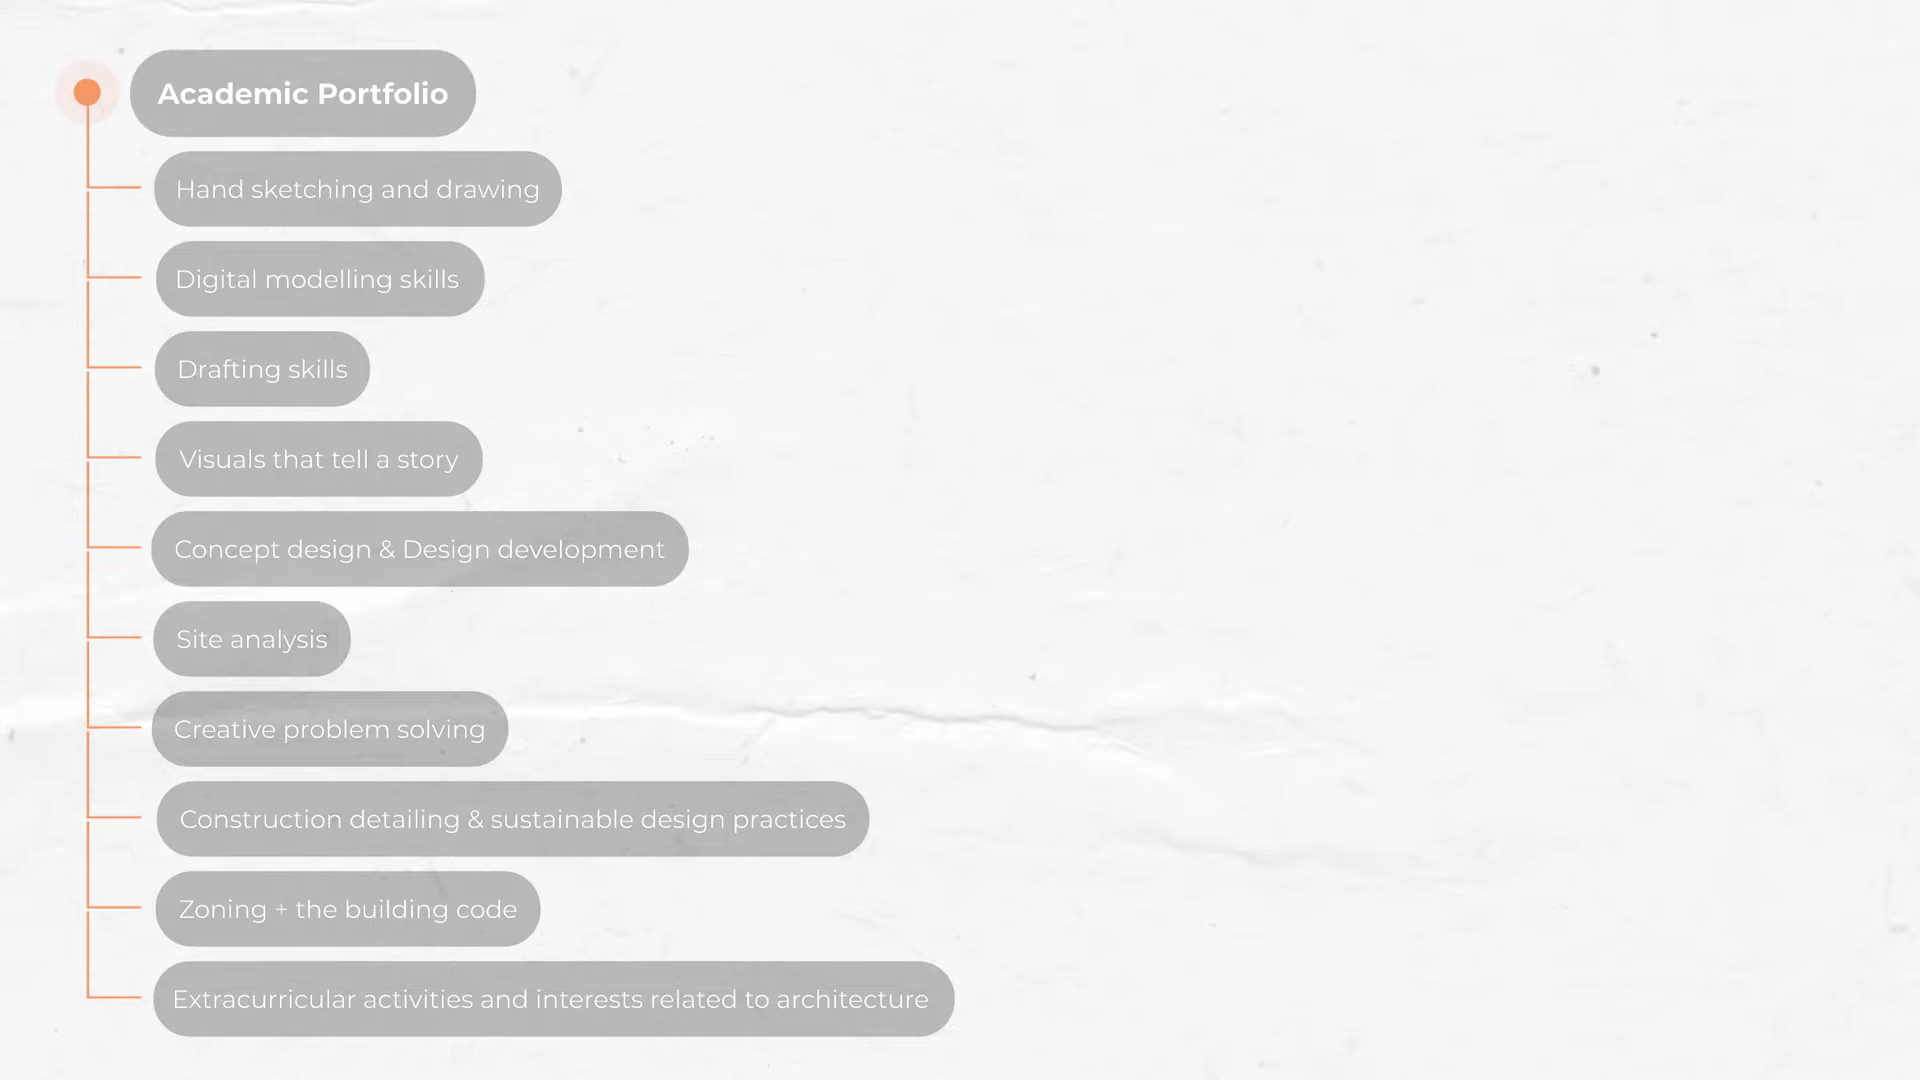 Academic Portfolio
Hand sketching and drawing
Digital modelling skills
Drafting skills
Visuals that tell a story
Concept design & Design development
Site analysis
Creative problem solving
Construction detailing & sustainable design practices
Zoning + the building code
Extracurricular activities and interests related to architecture